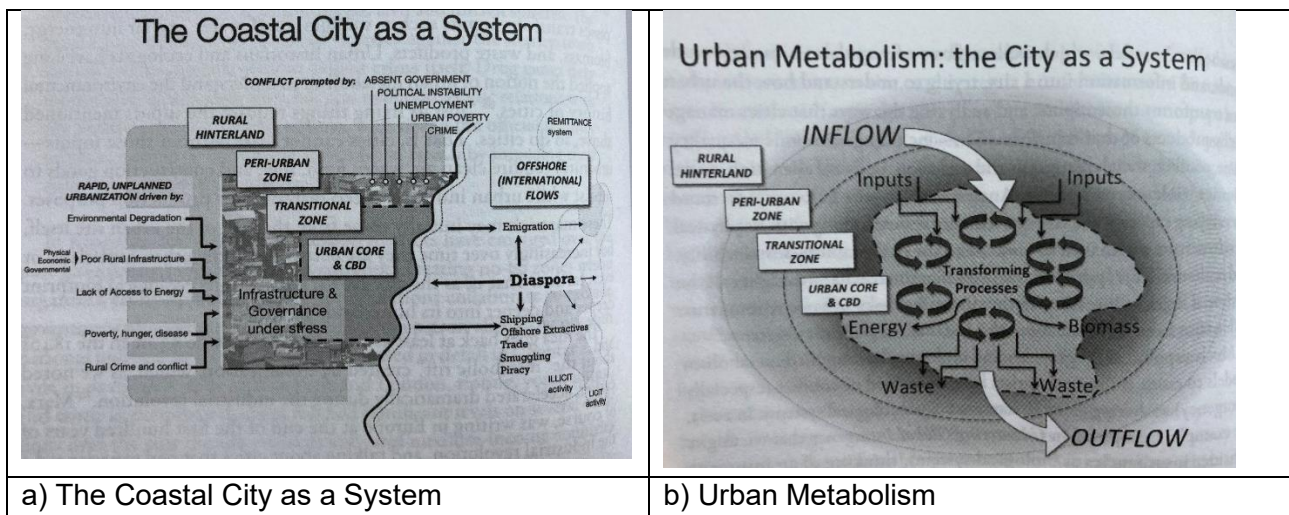 The Coastal City as a System
CONFLICT prompted by:
ABSENT GOVERNMENT
POLITICAL INSTABILITY
UNEMPLOYMENT
URBAN POVERTY
CRIME
RURAL
HINTERLAND
PERI-URBAN
ZONE
TRANSITIONAL
ZONE
URBAN CORE
& CBD
RAPID, UNPLANNED
URBANIZATION driven by:
Environmental Degradation
Physical
Economic
Governmental
Poor Rural Infrastructure
Lack of Access to Energy
Poverty, hunger, disease
Rural Crime and conflict
Infrastructure &
Governance
under stress
REMITTANCE
system
OFFSHORE
(INTERNATIONAL)
FLOWS
Emigration
Diaspora
Shipping
Offshore Extractives
Trade
Smuggling
Piracy
ILLICIT
activity
LICIT
activity
a) The Coastal City as a System
Urban Metabolism: the City as a System
INFLOW
RURAL
HINTERLAND
PERI-URBAN
ZONE
TRANSITIONAL
ZONE
URBAN CORE
& CBD
Inputs
Inputs
Transforming
Processes
Energy
Biomass
Waste
Waste
OUTFLOW
b) Urban Metabolism